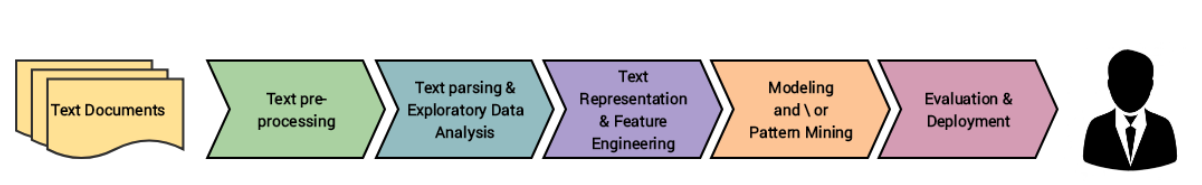 Text Documents
Text pre-
processing
Text parsing &
Exploratory Data
Analysis
Text
Representation
& Feature
Engineering
Modeling
and \ or
Pattern Mining
Evaluation &
Deployment